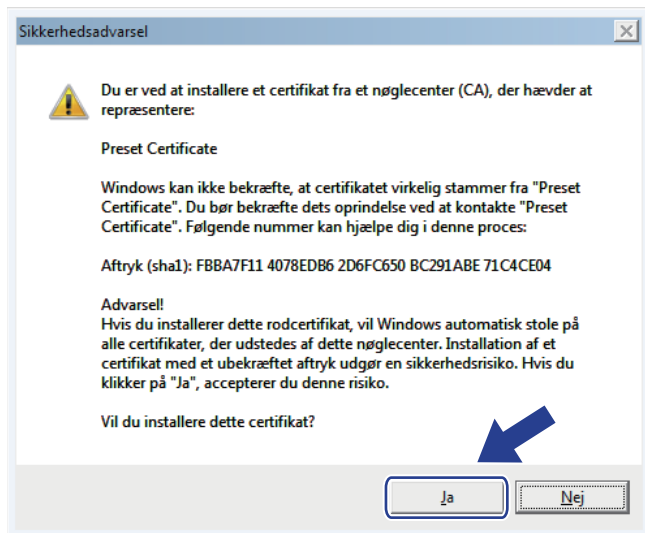 Sikkerhedsadvarsel
Du er ved at installere et certifikat fra et nøglecenter (CA), der hævder at
repræsentere:
Preset Certificate
Windows kan ikke bekræfte, at certifikatet virkelig stammer fra "Preset
Certificate". Du bør bekræfte dets oprindelse ved at kontakte "Preset
Certificate". Følgende nummer kan hjælpe dig i denne proces:
Aftryk (sha1): FBBA7F11 4078EDB6 2D6FC650 BC291ABE 71C4CE04
Advarsel!
Hvis du installerer dette rodcertifikat, vil Windows automatisk stole på
alle certifikater, der udstedes af dette nøglecenter. Installation af et
certifikat med et ubekræftet aftryk udgør en sikkerhedsrisiko. Hvis du
klikker på "Ja", accepterer du denne risiko.
Vil du installere dette certifikat?
Ja
Nej